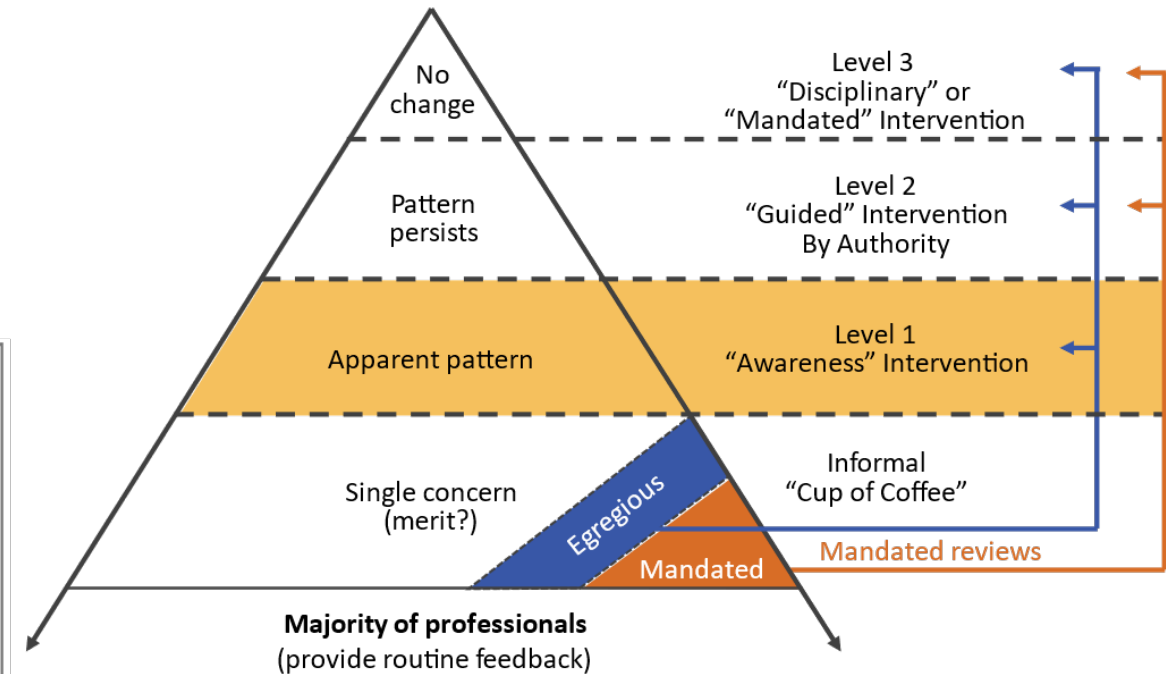 No
change
Level 3
“Disciplinary” or
“Mandated” Intervention
Pattern
persists
Level 2
“Guided” Intervention
By Authority
Apparent pattern
Level 1
“Awareness” Intervention
Single concern
(merit?)
Egregious
Mandated
Informal
“Cup of Coffee”
Mandated reviews
Majority of professionals
(provide routine feedback)